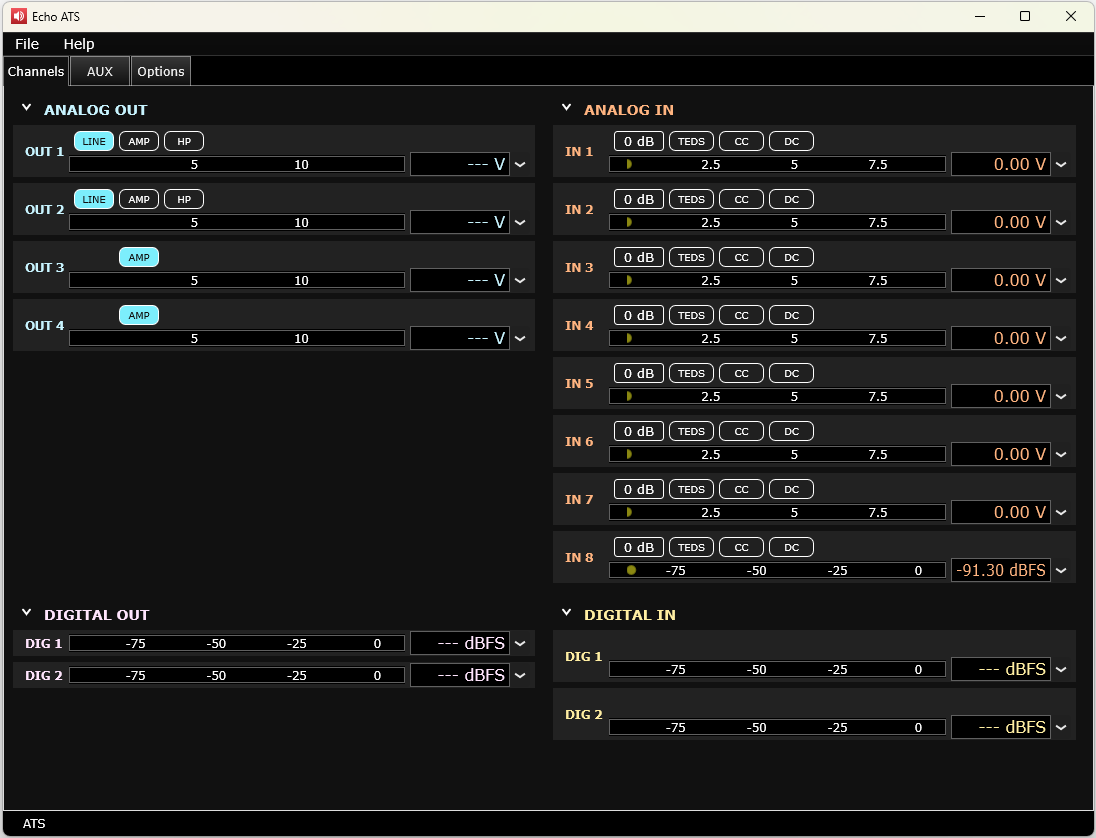 Echo ATS
File Help
Channels AUX Options
ANALOG OUT
OUT 1 LINE AMP HP
5 10 --- V
OUT 2 LINE AMP HP
5 10 --- V
OUT 3 AMP
5 10 --- V
OUT 4 AMP
5 10 --- V
ANALOG IN
IN 1 0 dB TEDS CC DC
2.5 5 7.5 0.00 V
IN 2 0 dB TEDS CC DC
2.5 5 7.5 0.00 V
IN 3 0 dB TEDS CC DC
2.5 5 7.5 0.00 V
IN 4 0 dB TEDS CC DC
2.5 5 7.5 0.00 V
IN 5 0 dB TEDS CC DC
2.5 5 7.5 0.00 V
IN 6 0 dB TEDS CC DC
2.5 5 7.5 0.00 V
IN 7 0 dB TEDS CC DC
2.5 5 7.5 0.00 V
IN 8 0 dB TEDS CC DC
-75 -50 -25 0 -91.30 dBFS
DIGITAL OUT
DIG 1 -75 -50 -25 0 --- dBFS
DIG 2 -75 -50 -25 0 --- dBFS
DIGITAL IN
DIG 1 -75 -50 -25 0 --- dBFS
DIG 2 -75 -50 -25 0 --- dBFS
ATS